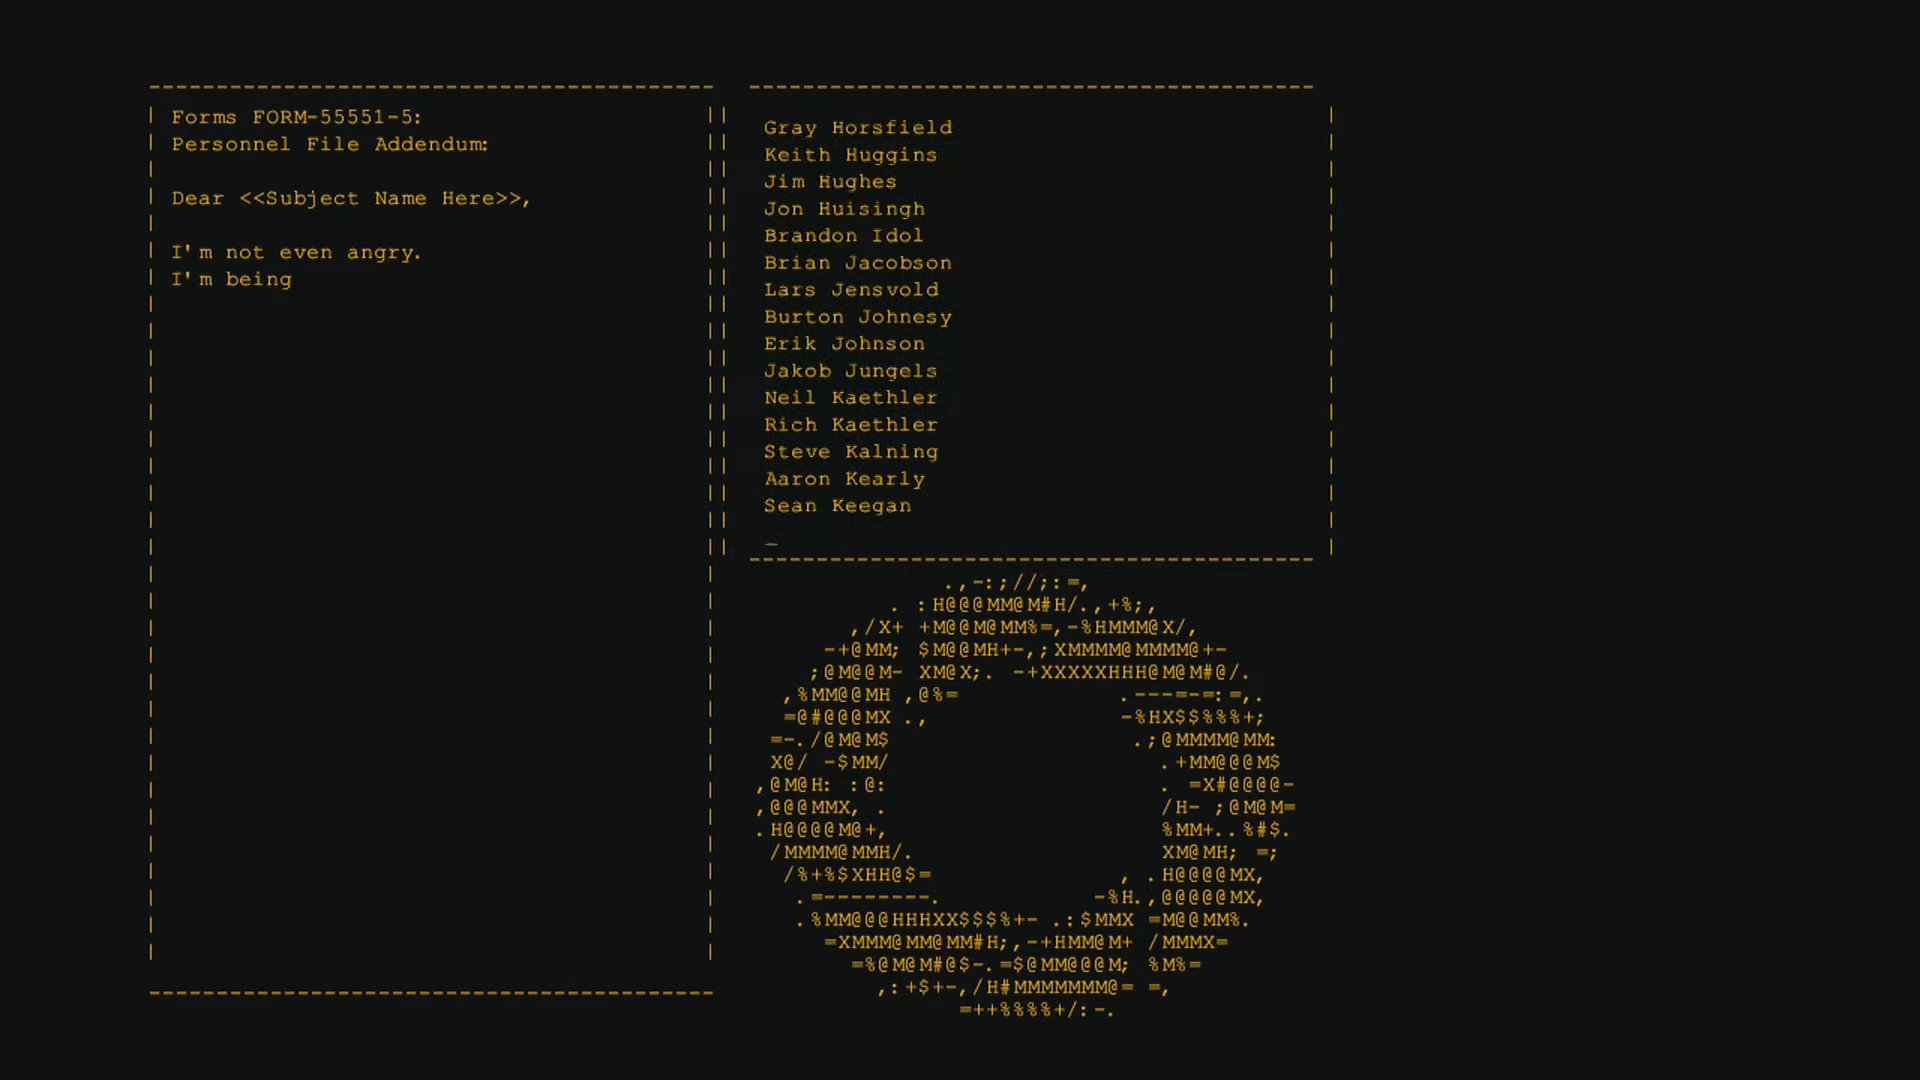 Forms FORM-55551-5:
Personnel File Addendum:
Dear <<Subject Name Here>>,
I'm not even angry.
I'm being
Gray Horsfield
Keith Huggins
Jim Hughes
Jon Huisingh
Brandon Idol
Brian Jacobson
Lars Jensvold
Burton Johnesy
Erik Johnson
Jakob Jungels
Neil Kaethler
Rich Kaethler
Steve Kalning
Aaron Kearly
Sean Keegan